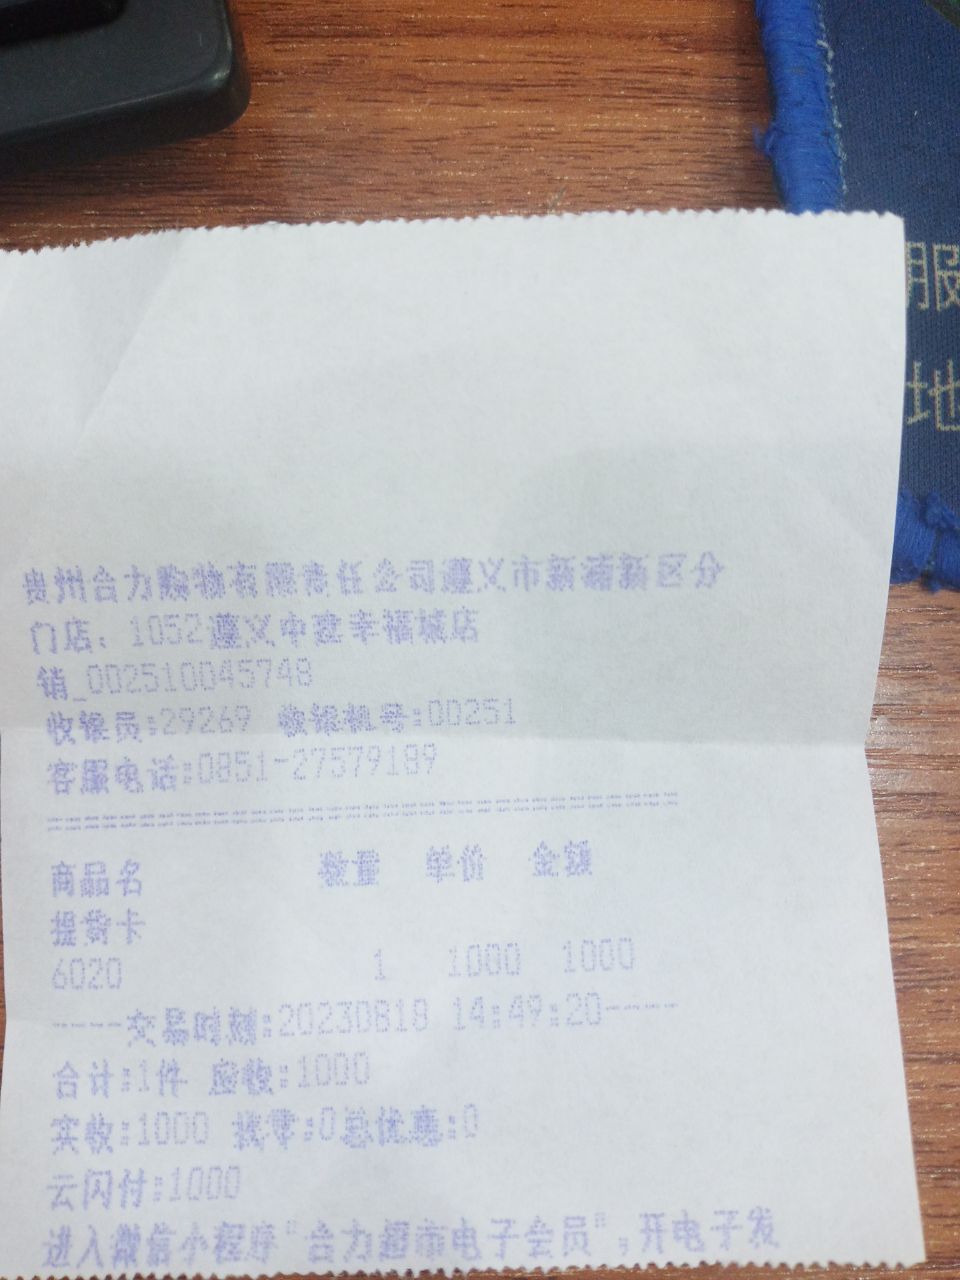 服
地
贵州合力购物有限责任公司遵义市新蒲新区分
门店: 1052遵义中建幸福城店
销_002510045748
收银员:29269 收银机号:00251
客服电话:0851-27579189
商品名 数量 单价 金额
提货卡
6020 1 1000 1000
----交易时刻:20230818 14:49:20----
合计:1件 应收:1000
实收:1000 找零:0总优惠:0
云闪付:1000
进入微信小程序"合力超市电子会员",开电子发